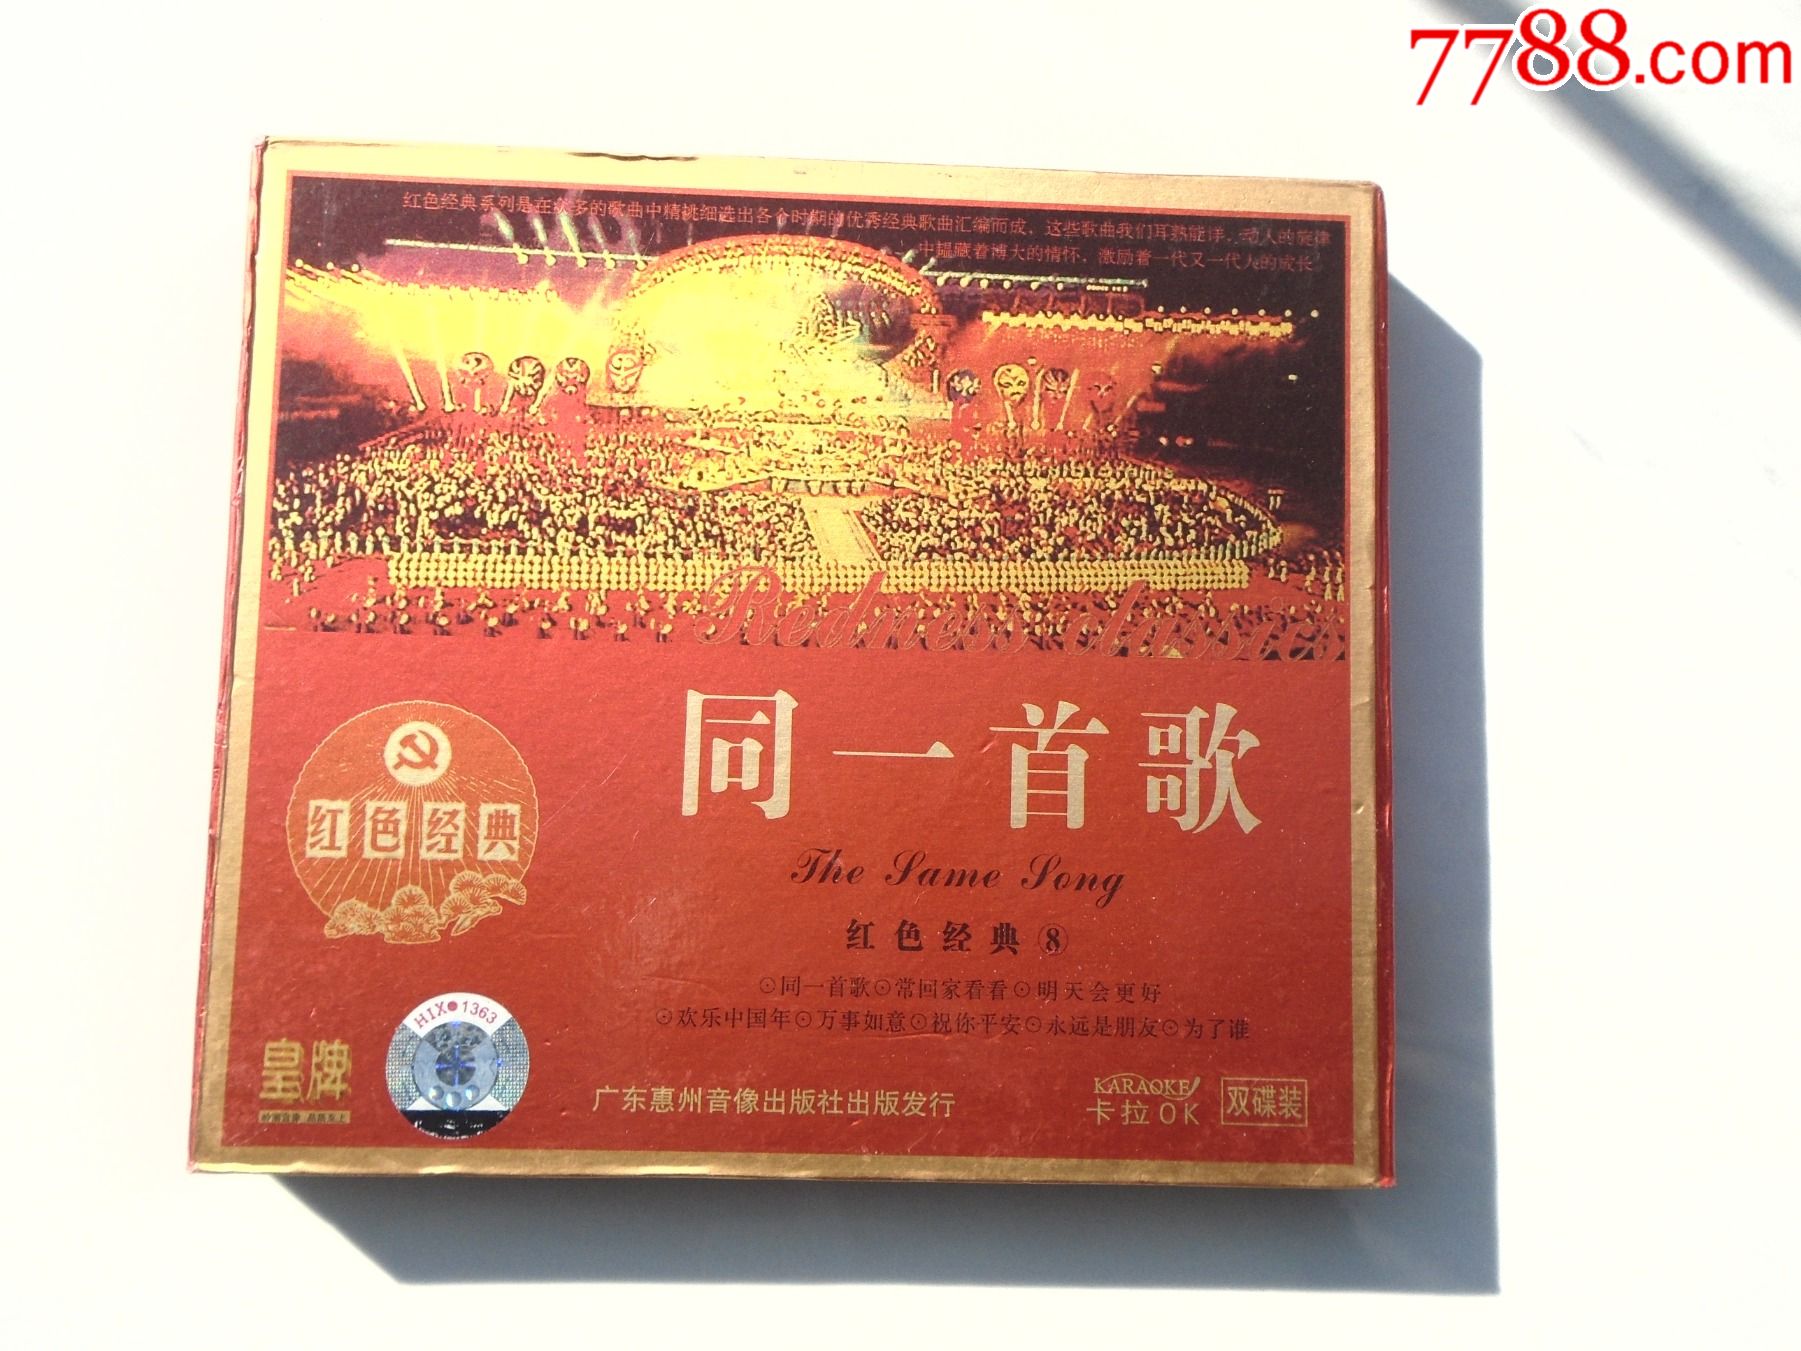 7788.com
红色经典系列是在众多的歌曲中精挑细选出各个时期的优秀经典歌曲汇编而成，这些歌曲我们耳熟能详，动人的旋律
中韫藏着博大的情怀，激励着一代又一代人的成长
Redness classics
同一首歌
The Same Song
红色经典
红色经典⑧
⊙同一首歌⊙常回家看看⊙明天会更好
⊙欢乐中国年⊙万事如意⊙祝你平安⊙永远是朋友⊙为了谁
HIX●1363
皇牌
广东惠州音像出版社出版发行
KARAOKE
卡拉OK
双碟装